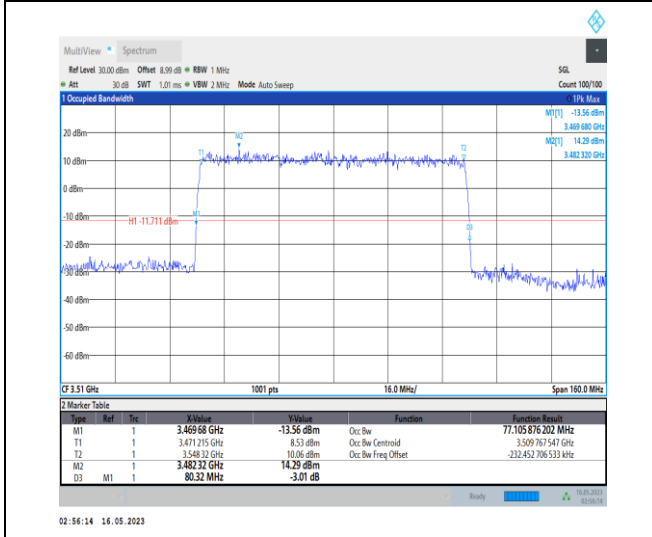 MultiView Spectrum
Ref Level 30.00 dBm Offset 8.99 dB RBW 1 MHz SGL
Att 30 dB SWT 1.01 ms VBW 2 MHz Mode Auto Sweep Count 100/100
1 Occupied Bandwidth 1Pk Max
M1[1] -13.56 dBm
3.469 680 GHz
M2[1] 14.29 dBm
3.482 320 GHz
20 dBm
M2
T1
T2
10 dBm
0 dBm
-10 dBm
M1
H1 -11.711 dBm
D3
-20 dBm
-30 dBm
-40 dBm
-50 dBm
-60 dBm
CF 3.51 GHz 1001 pts 16.0 MHz/ Span 160.0 MHz
2 Marker Table
Type Ref Trc X-Value Y-Value Function Function Result
M1 1 3.469 68 GHz -13.56 dBm Occ Bw 77.105 876 202 MHz
T1 1 3.471 215 GHz 8.53 dBm Occ Bw Centroid 3.509 767 547 GHz
T2 1 3.548 32 GHz 10.06 dBm Occ Bw Freq Offset -232.452 706 533 kHz
M2 1 3.482 32 GHz 14.29 dBm
D3 M1 1 80.32 MHz -3.01 dB
Ready 16.05.2023
02:56:14
02:56:14 16.05.2023